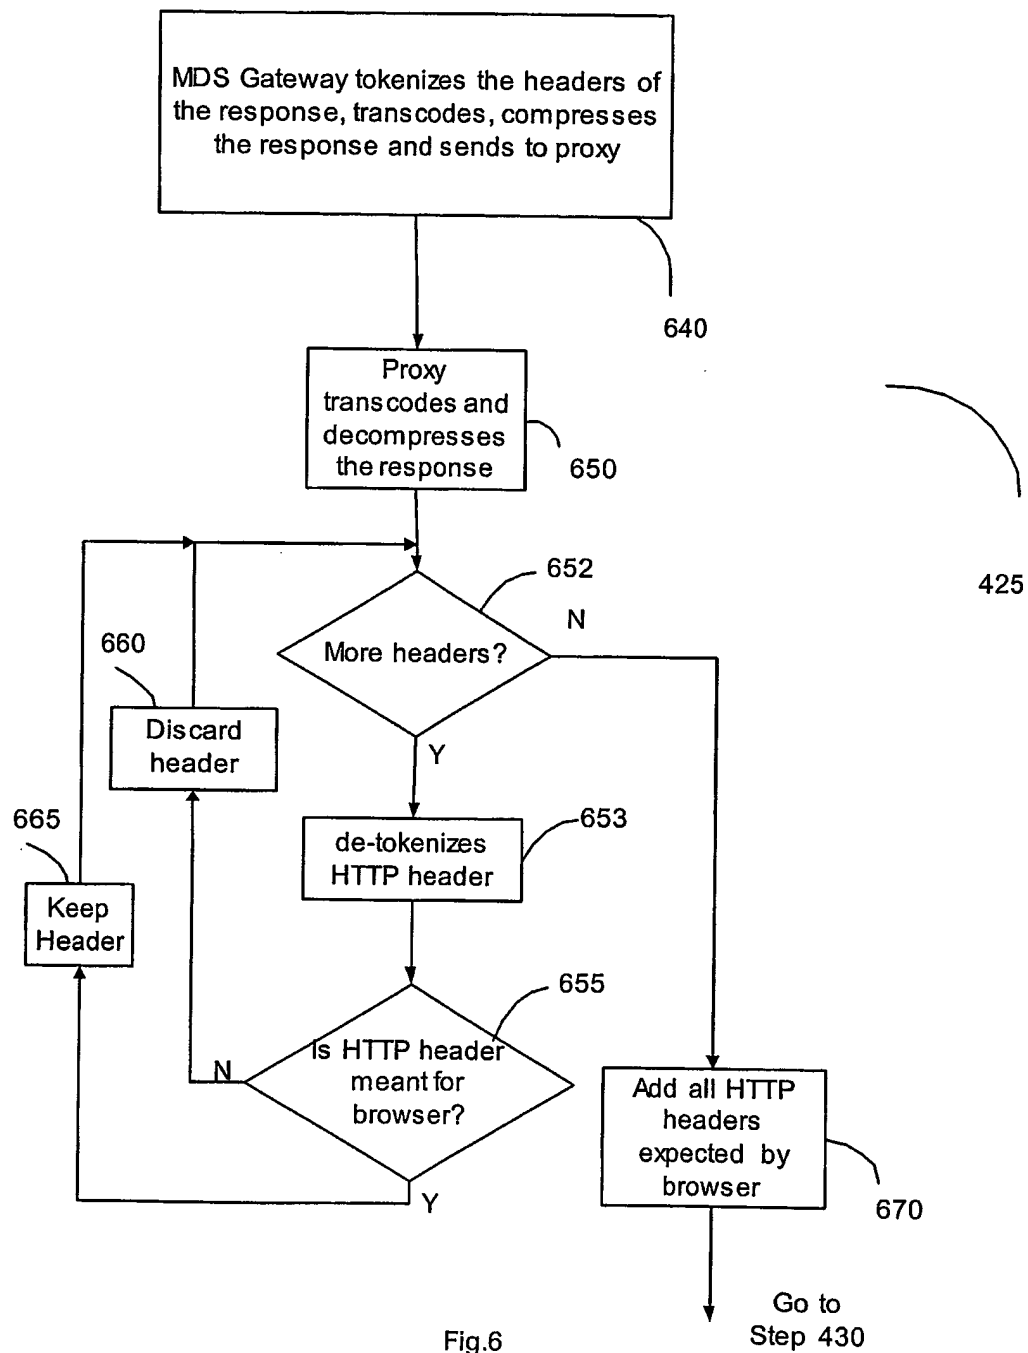 MDS Gateway tokenizes the headers of
the response, transcodes, compresses
the response and sends to proxy
640
Proxy
transcodes and
decompresses
the response
650
425
652
N
More headers?
Y
660
Discard
header
653
de-tokenizes
HTTP header
665
Keep
Header
655
Is HTTP header
meant for
browser?
N
Y
Add all HTTP
headers
expected by
browser
670
Go to
Step 430
Fig.6